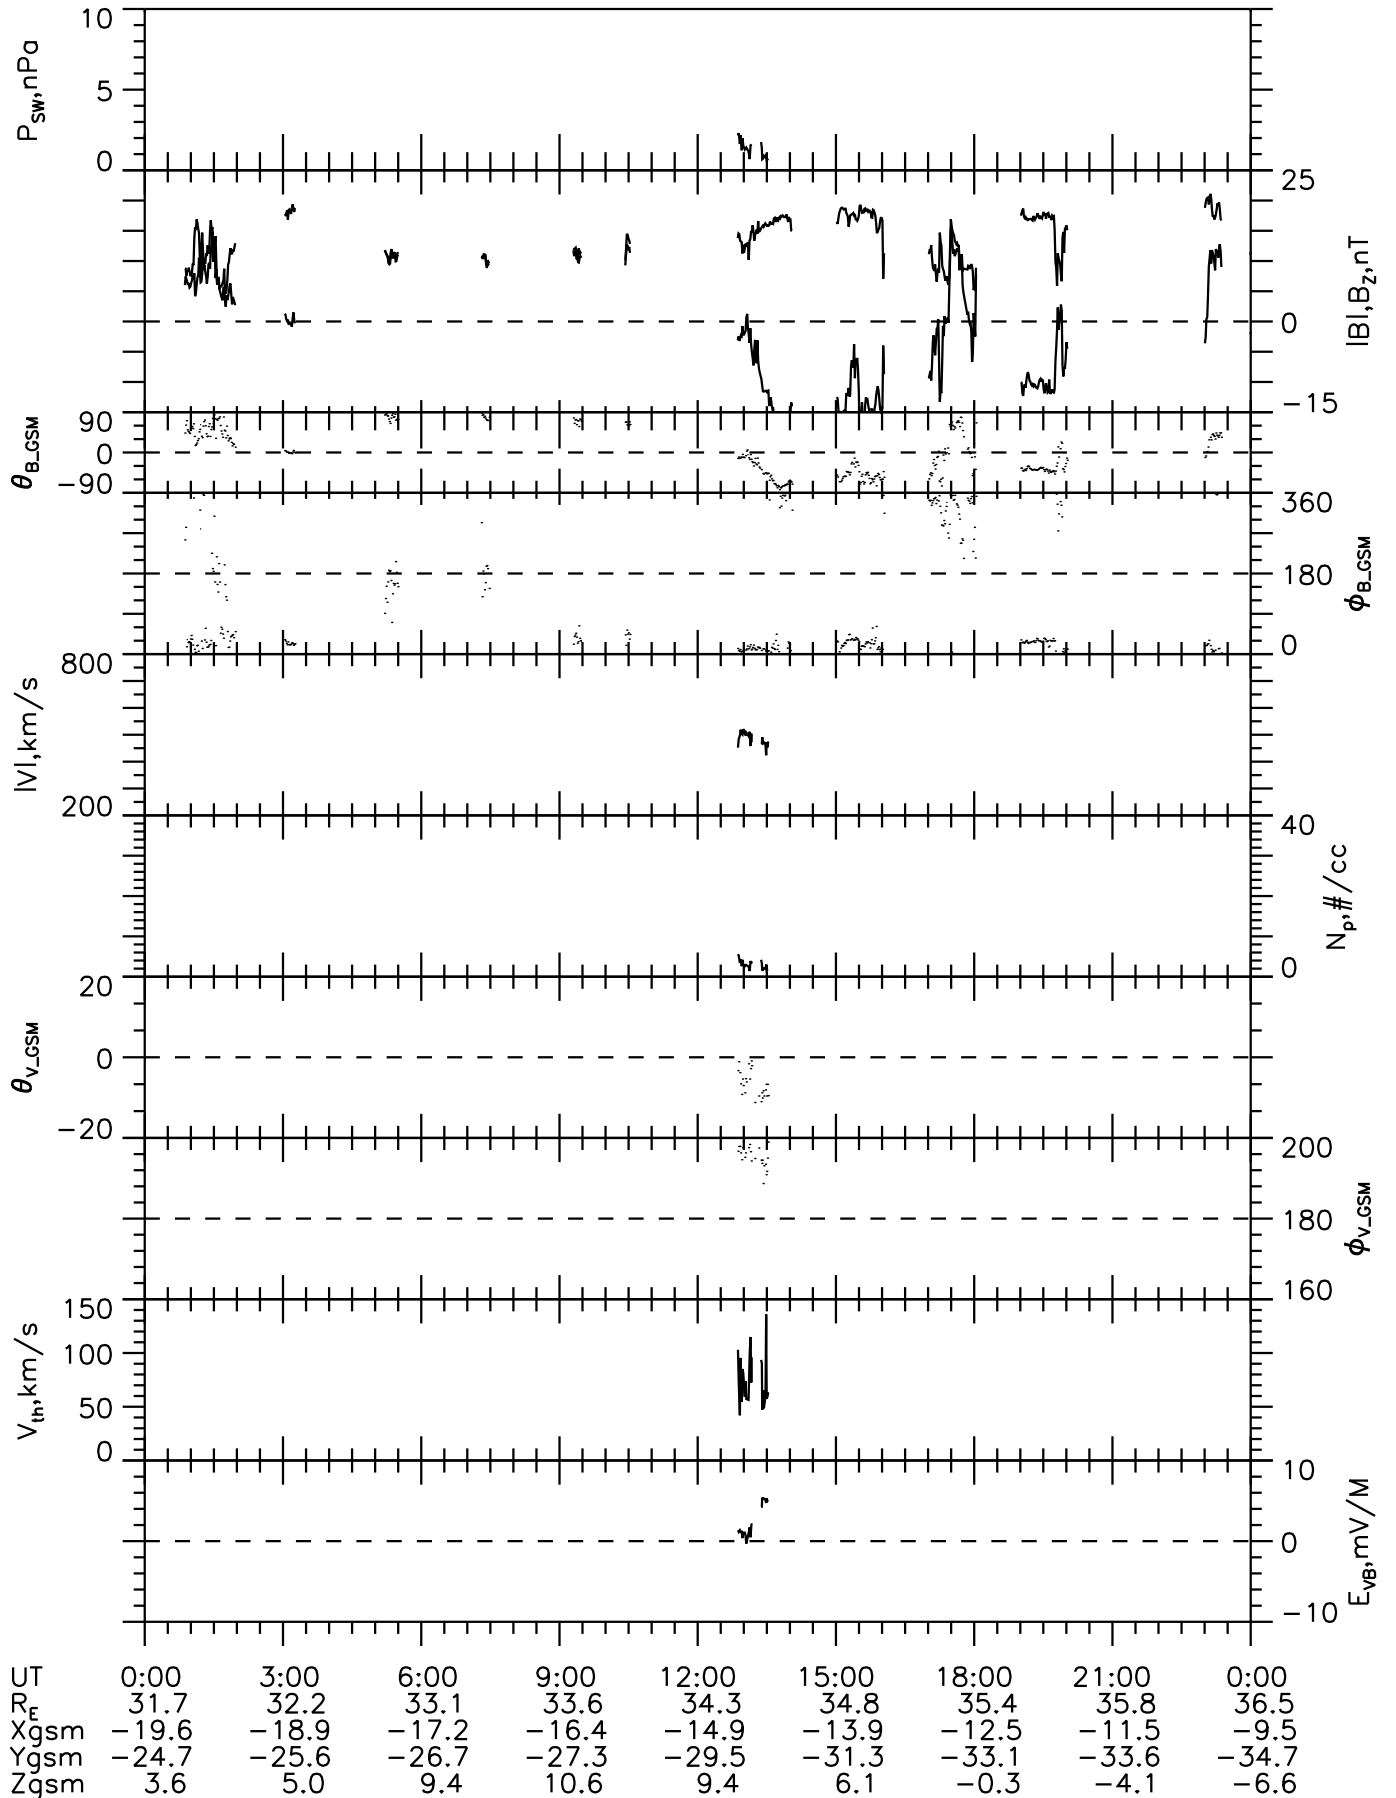 10
5
0
P_SW,nPa
25
0
−15
|B|,B_Z,nT
90
0
−90
θ_B_GSM
360
180
0
ϕ_B_GSM
800
200
|V|,km/s
40
0
N_p,#/cc
20
0
−20
θ_V_GSM
200
180
160
ϕ_V_GSM
150
100
50
0
V_th,km/s
10
0
−10
E_VB,mV/M
UT 0:00 3:00 6:00 9:00 12:00 15:00 18:00 21:00 0:00
R_E 31.7 32.2 33.1 33.6 34.3 34.8 35.4 35.8 36.5
Xgsm −19.6 −18.9 −17.2 −16.4 −14.9 −13.9 −12.5 −11.5 −9.5
Ygsm −24.7 −25.6 −26.7 −27.3 −29.5 −31.3 −33.1 −33.6 −34.7
Zgsm 3.6 5.0 9.4 10.6 9.4 6.1 −0.3 −4.1 −6.6